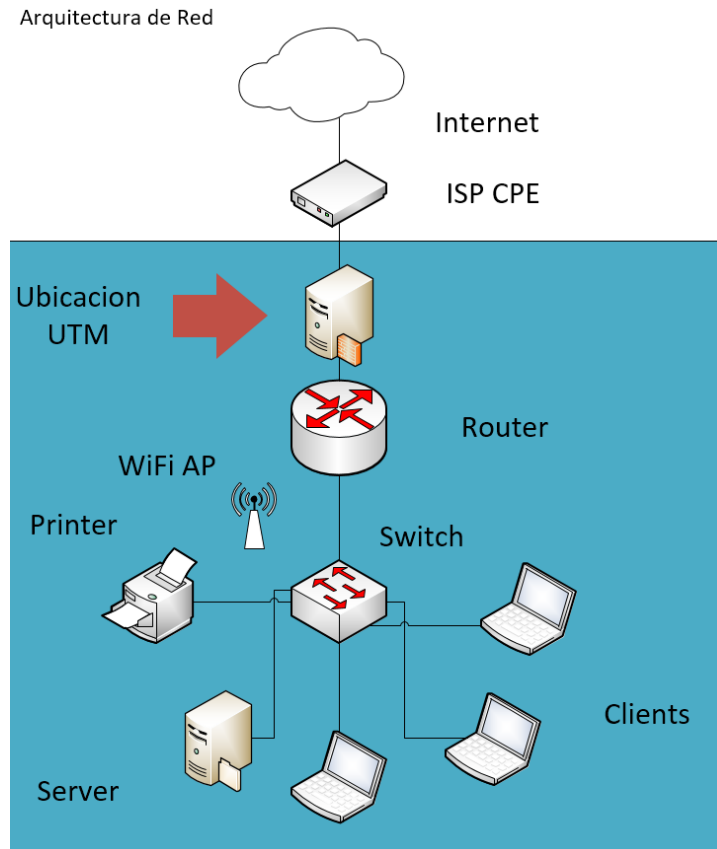 Arquitectura de Red
Internet
ISP CPE
Ubicacion
UTM
Router
WiFi AP
Printer
Switch
Clients
Server